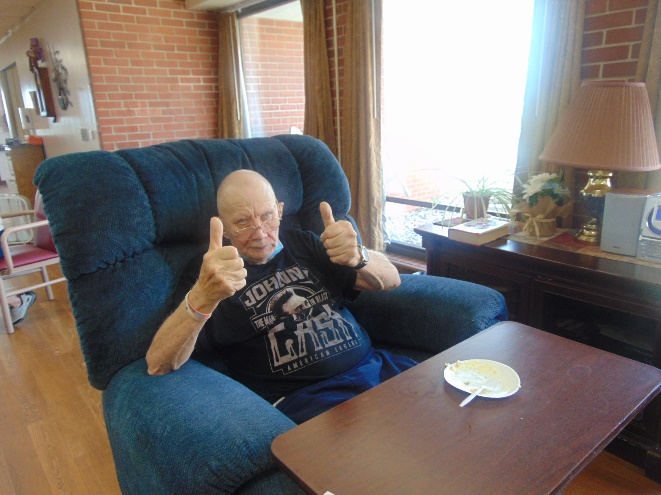 JOHNNY
THE MAN
IN BLACK
CASH
AMERICAN LEGEND